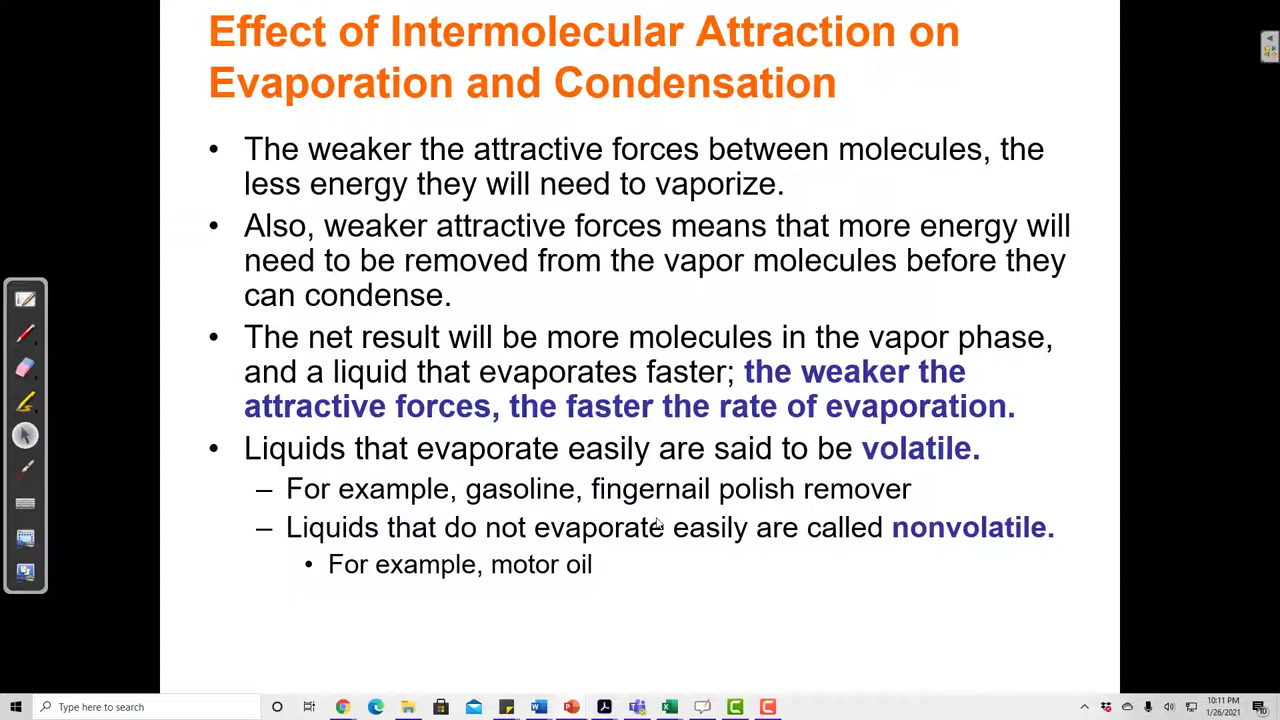 Effect of Intermolecular Attraction on
Evaporation and Condensation
• The weaker the attractive forces between molecules, the
less energy they will need to vaporize.
• Also, weaker attractive forces means that more energy will
need to be removed from the vapor molecules before they
can condense.
• The net result will be more molecules in the vapor phase,
and a liquid that evaporates faster; the weaker the
attractive forces, the faster the rate of evaporation.
• Liquids that evaporate easily are said to be volatile.
– For example, gasoline, fingernail polish remover
– Liquids that do not evaporate easily are called nonvolatile.
• For example, motor oil
Type here to search
10:11 PM
1/26/2021